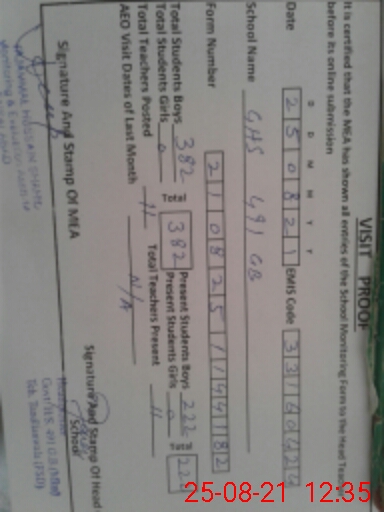 VISIT PROOF
It is certified that the MEA has shown all entries of the School Monitoring Form to the Head Teacher
before its online submission
D D M M Y Y
Date 2 5 0 8 2 1 EMIS Code 3 3 1 6 0 4 2
School Name GHS 491 GB
Form Number 2 1 0 8 2 5 1 1 4 4 1 8 2
Total Students Boys 382 Total 382 Present Students Boys 222 Total 222
Total Students Girls 0 Present Students Girls 0
Total Teachers Posted 11 Total Teachers Present 11
AEO Visit Dates of Last Month N/A
Signature And Stamp Of MEA
Signature And Stamp Of Head
School
Monitoring & Evaluation
25-08-21 12:35